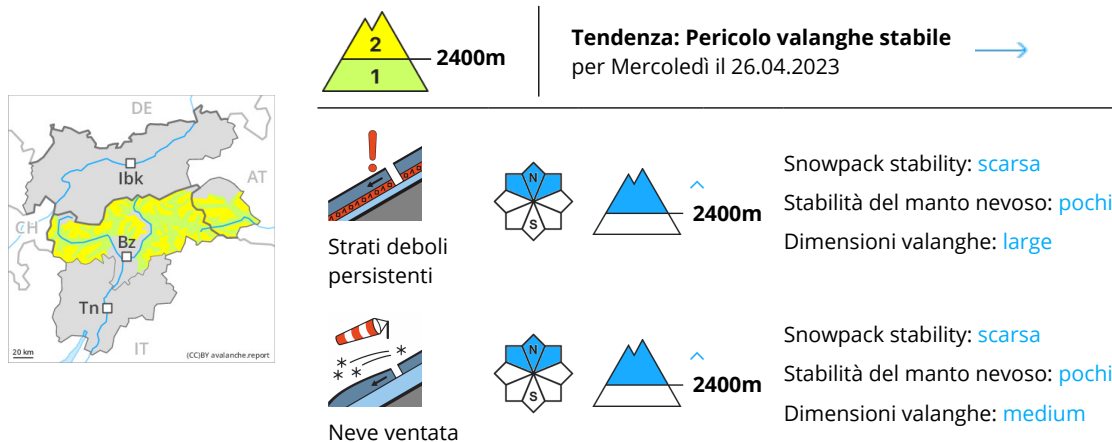 2
1
2400m
Tendenza: Pericolo valanghe stabile
per Mercoledì il 26.04.2023
DE
Ibk
AT
CH
Bz
Tn
IT
20 km
(CC)BY avalanche.report
N
S
2400m
Strati deboli
persistenti
Snowpack stability: scarsa
Stabilità del manto nevoso: pochi
Dimensioni valanghe: large
N
S
2400m
Neve ventata
Snowpack stability: scarsa
Stabilità del manto nevoso: pochi
Dimensioni valanghe: medium